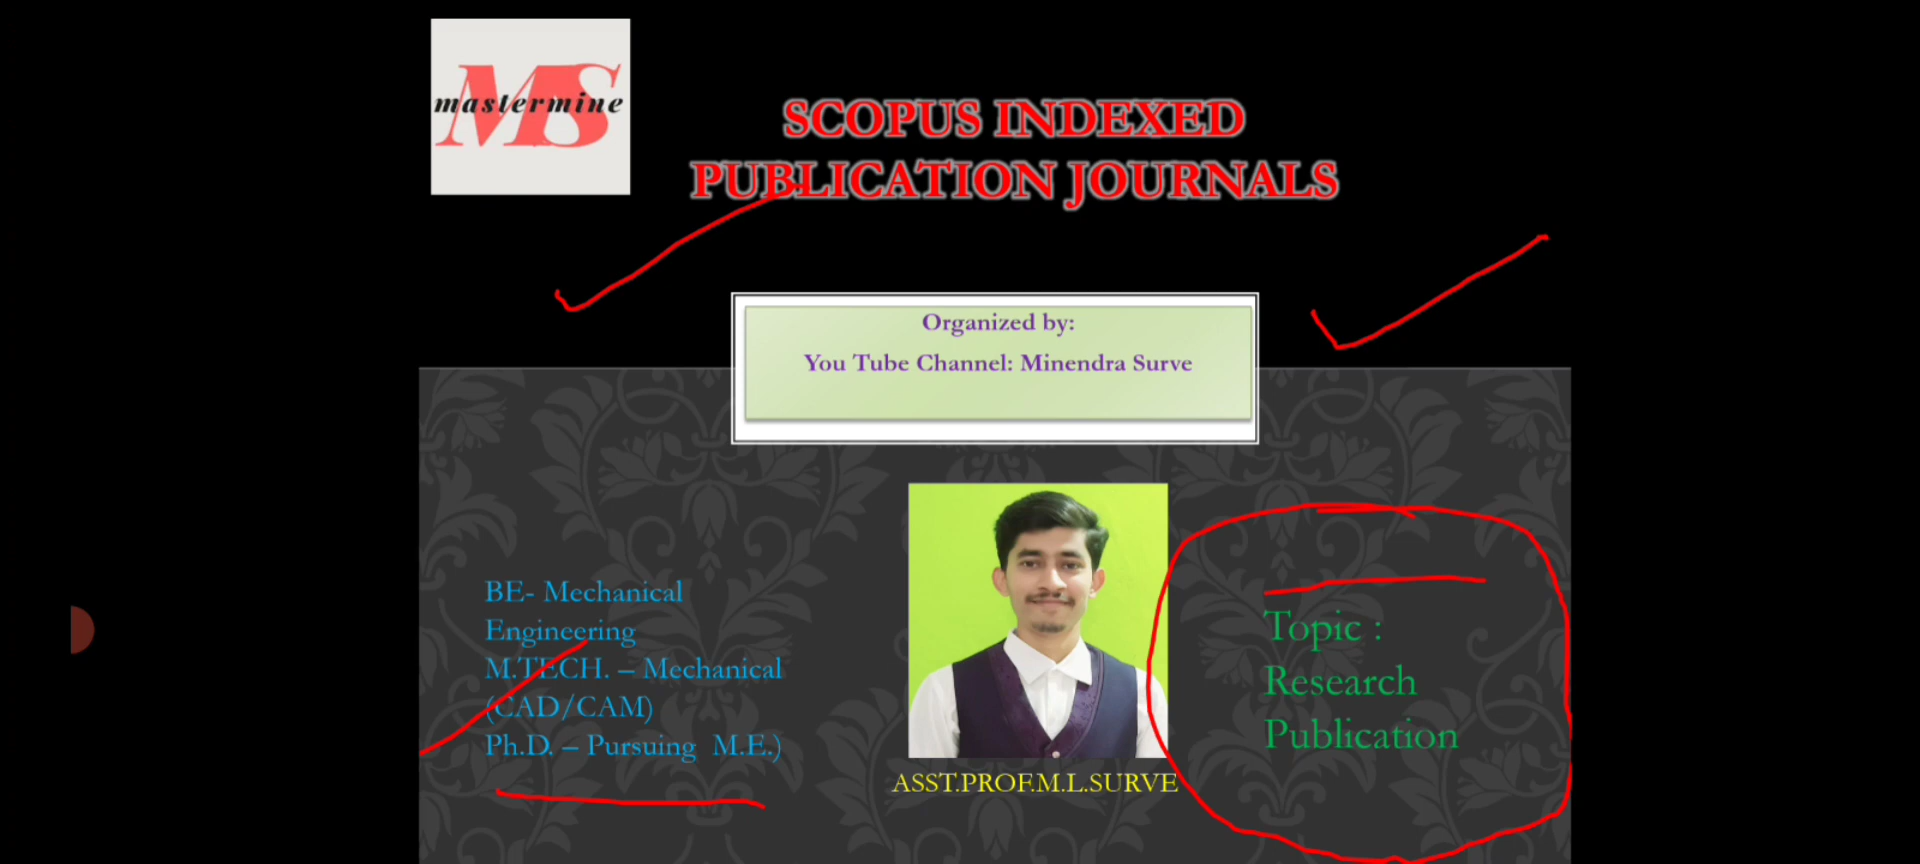 MS
mastermine
SCOPUS INDEXED
PUBLICATION JOURNALS
Organized by:
You Tube Channel: Minendra Surve
BE- Mechanical
Engineering
M.TECH. – Mechanical
(CAD/CAM)
Ph.D. – Pursuing M.E.)
ASST.PROF.M.L.SURVE
Topic :
Research
Publication